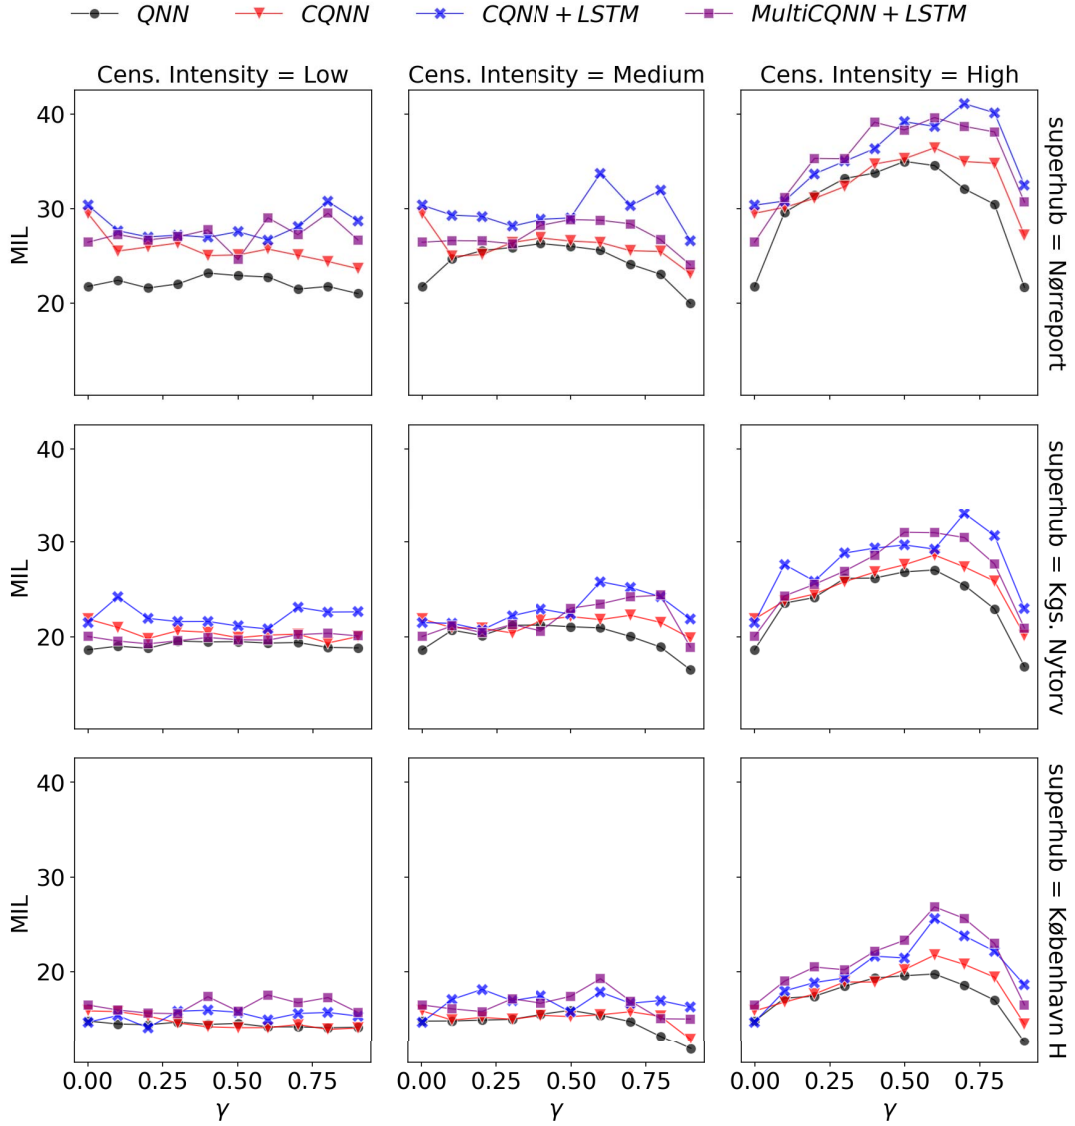 QNN CQNN CQNN + LSTM MultiCQNN + LSTM
Cens. Intensity = Low Cens. Intensity = Medium Cens. Intensity = High
40
30
20
MIL
superhub = Nørreport
40
30
20
MIL
superhub = Kgs. Nytorv
40
30
20
MIL
superhub = København H
0.00 0.25 0.50 0.75 0.00 0.25 0.50 0.75 0.00 0.25 0.50 0.75
γ γ γ